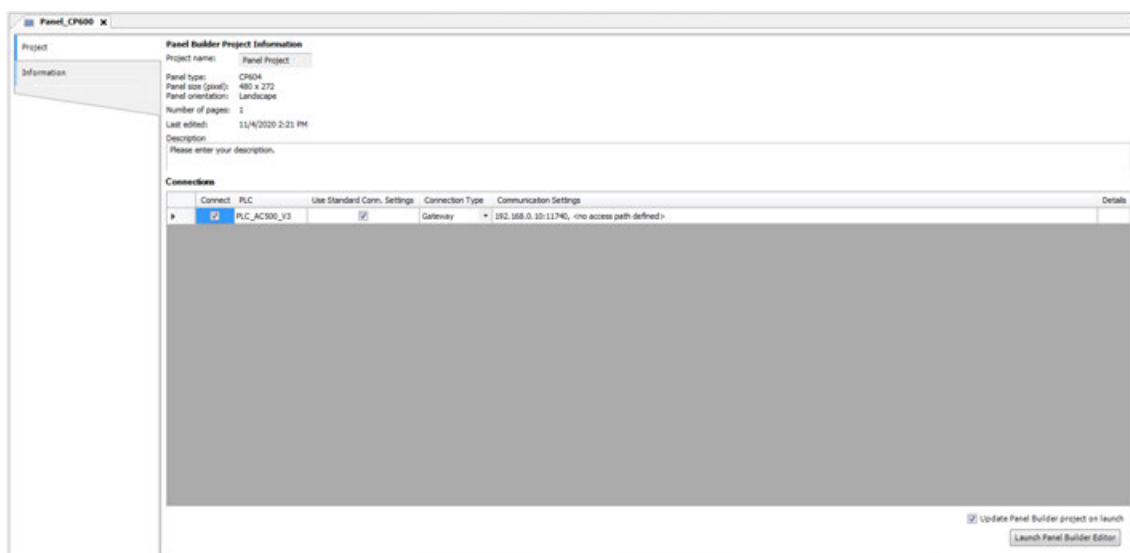 Panel_CP600 x
Project
Information
Panel Builder Project Information
Project name: Panel Project
Panel type: CP604
Panel size (pixel): 480 x 272
Panel orientation: Landscape
Number of pages: 1
Last edited: 11/4/2020 2:21 PM
Description
Please enter your description.
Connections
Connect PLC Use Standard Conn. Settings Connection Type Communication Settings Details
PLC_AC500_V3 Gateway 192.168.0.10:11740, <no access path defined>
Update Panel Builder project on launch
Launch Panel Builder Editor